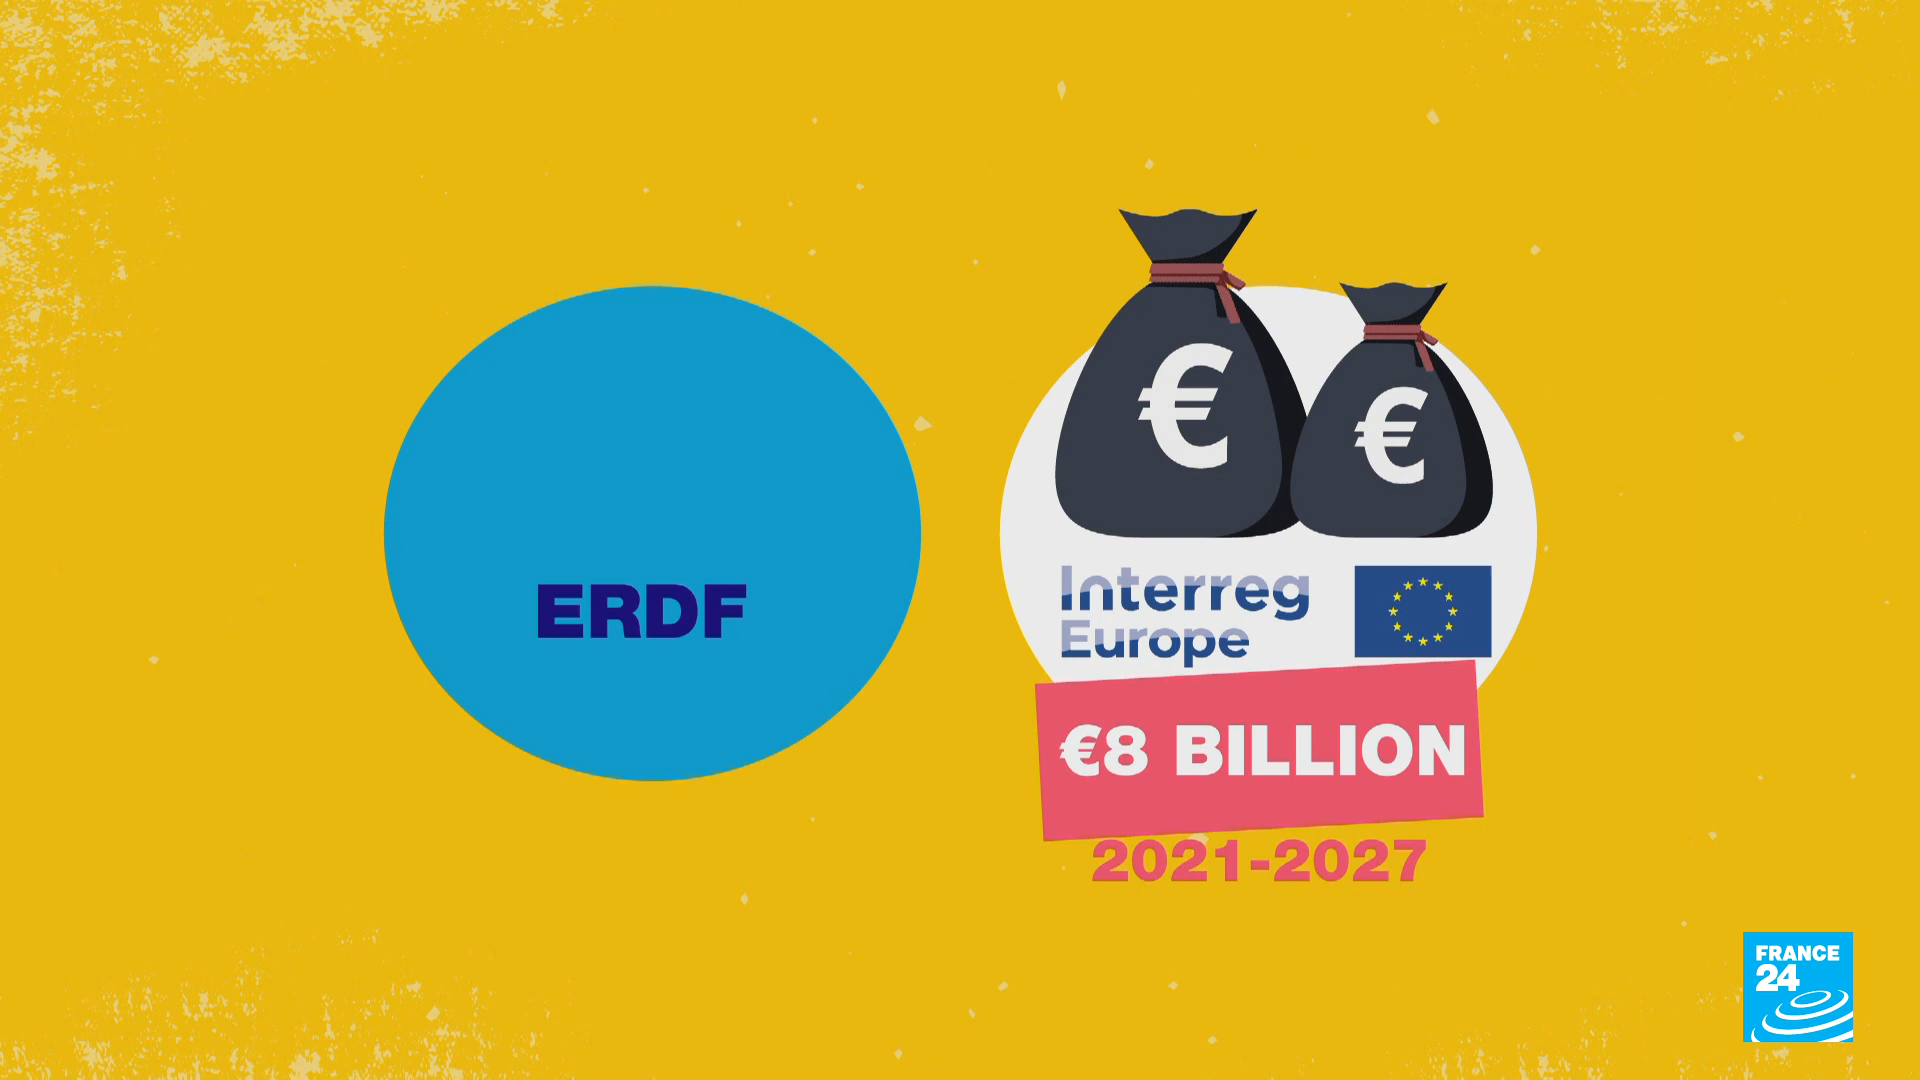 ERDF
€
€
Interreg
Europe
€8 BILLION
2021-2027
FRANCE
24